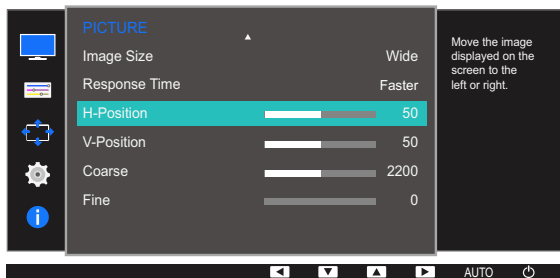 PICTURE
Image Size Wide
Response Time Faster
H-Position 50
V-Position 50
Coarse 2200
Fine 0
Move the image
displayed on the
screen to the
left or right.
AUTO